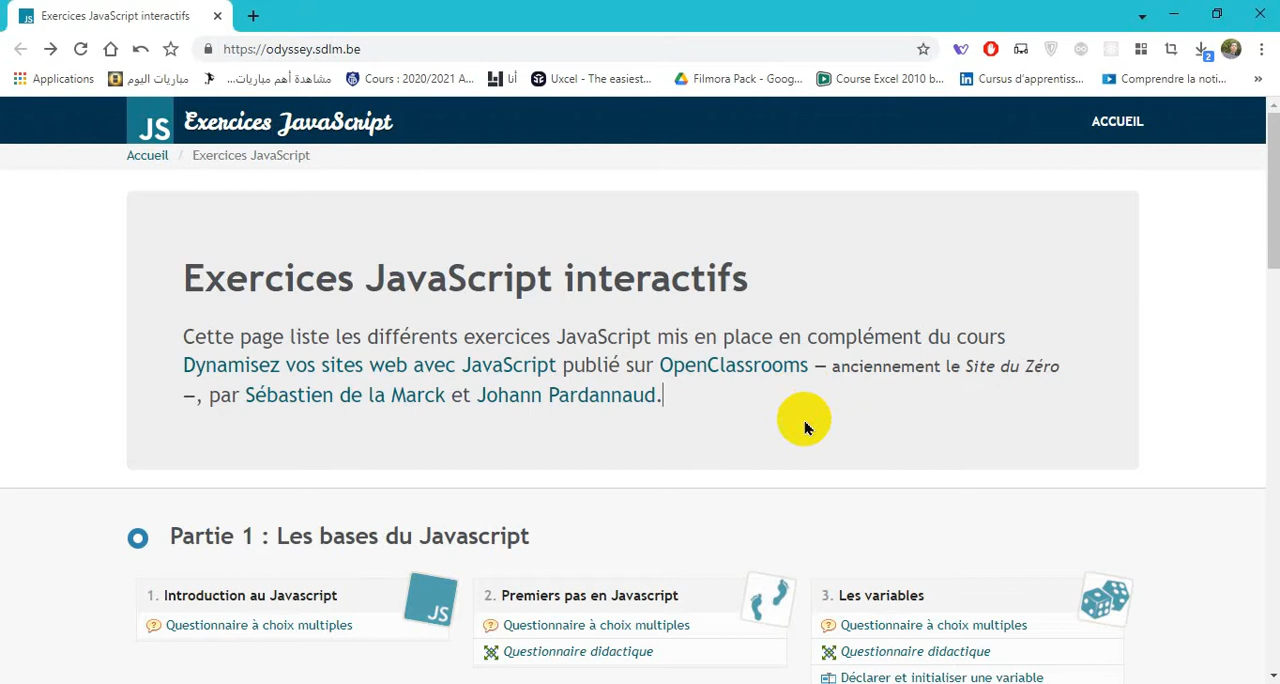 Exercices JavaScript interactifs
https://odyssey.sdlm.be
2
Applications
مباريات اليوم
مشاهدة أهم مباريات...
Cours : 2020/2021 A...
أنا
Uxcel - The easiest...
Filmora Pack - Goog...
Course Excel 2010 b...
Cursus d'apprentiss...
Comprendre la noti...
»
JS Exercices JavaScript
ACCUEIL
Accueil / Exercices JavaScript
Exercices JavaScript interactifs
Cette page liste les différents exercices JavaScript mis en place en complément du cours
Dynamisez vos sites web avec JavaScript publié sur OpenClassrooms — anciennement le Site du Zéro
—, par Sébastien de la Marck et Johann Pardannaud.
Partie 1 : Les bases du Javascript
1. Introduction au Javascript
JS
Questionnaire à choix multiples
2. Premiers pas en Javascript
Questionnaire à choix multiples
Questionnaire didactique
3. Les variables
Questionnaire à choix multiples
Questionnaire didactique
Déclarer et initialiser une variable